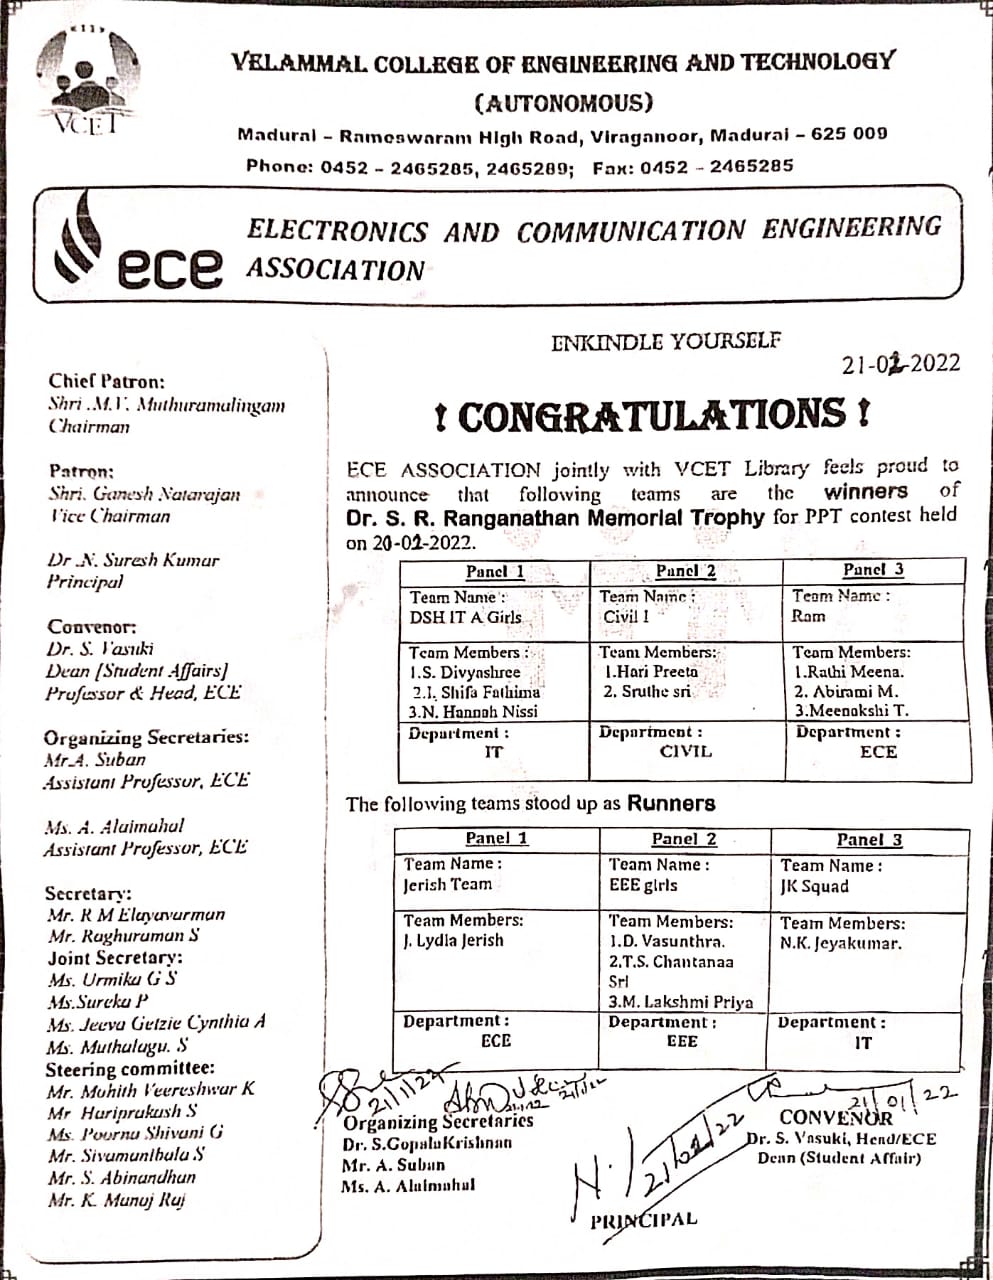 VCET
VELAMMAL COLLEGE OF ENGINEERING AND TECHNOLOGY
(AUTONOMOUS)
Madurai – Rameswaram High Road, Viraganoor, Madurai – 625 009
Phone: 0452 – 2465285, 2465289; Fax: 0452 – 2465285
ece
ELECTRONICS AND COMMUNICATION ENGINEERING
ASSOCIATION
Chief Patron:
Shri .M.V. Muthuramalingam
Chairman
Patron:
Shri. Ganesh Natarajan
Vice Chairman
Dr .N. Suresh Kumar
Principal
Convenor:
Dr. S. Vasuki
Dean [Student Affairs]
Professor & Head, ECE
Organizing Secretaries:
Mr.A. Suban
Assistant Professor, ECE
Ms. A. Alaimahal
Assistant Professor, ECE
Secretary:
Mr. R M Elayavarman
Mr. Raghuraman S
Joint Secretary:
Ms. Urmika G S
Ms.Sureka P
Ms. Jeeva Getzie Cynthia A
Ms. Muthalagu. S
Steering committee:
Mr. Mohith Veereshwar K
Mr Hariprakash S
Ms. Poorna Shivani G
Mr. Sivamanibala S
Mr. S. Abinandhan
Mr. K. Manoj Raj
ENKINDLE YOURSELF
21-02-2022
! CONGRATULATIONS !
ECE ASSOCIATION jointly with VCET Library feels proud to
announce that following teams are the winners of
Dr. S. R. Ranganathan Memorial Trophy for PPT contest held
on 20-02-2022.
Panel 1 Panel 2 Panel 3
Team Name : Team Name : Team Name :
DSH IT A Girls Civil I Ram
Team Members : Team Members: Team Members:
1.S. Divyashree 1.Hari Preeta 1.Rathi Meena.
2.I. Shifa Fathima 2. Sruthe sri 2. Abirami M.
3.N. Hannah Nissi 3.Meenakshi T.
Department : Department : Department :
IT CIVIL ECE
The following teams stood up as Runners
Panel 1 Panel 2 Panel 3
Team Name : Team Name : Team Name :
Jerish Team EEE girls JK Squad
Team Members: Team Members: Team Members:
J. Lydia Jerish 1.D. Vasunthra. N.K. Jeyakumar.
2.T.S. Chantanaa
Sri
3.M. Lakshmi Priya
Department : Department : Department :
ECE EEE IT
21/1/22
21/01/22
Organizing Secretaries
Dr. S.GopalaKrishnan
Mr. A. Suban
Ms. A. Alaimahal
CONVENOR
Dr. S. Vasuki, Head/ECE
Dean (Student Affair)
PRINCIPAL